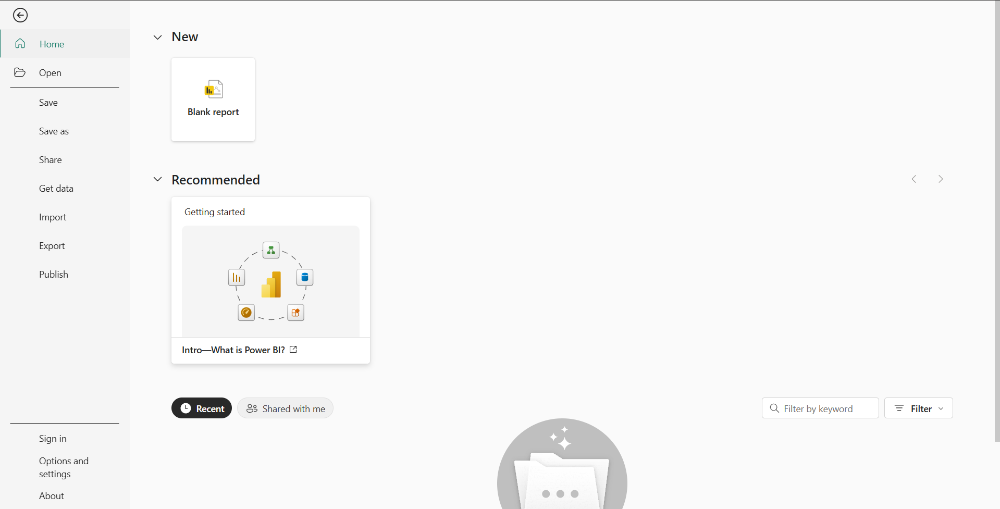 Home
Open
Save
Save as
Share
Get data
Import
Export
Publish
Sign in
Options and
settings
About
New
Blank report
Recommended
Getting started
Intro—What is Power BI?
Recent
Shared with me
Filter by keyword
Filter